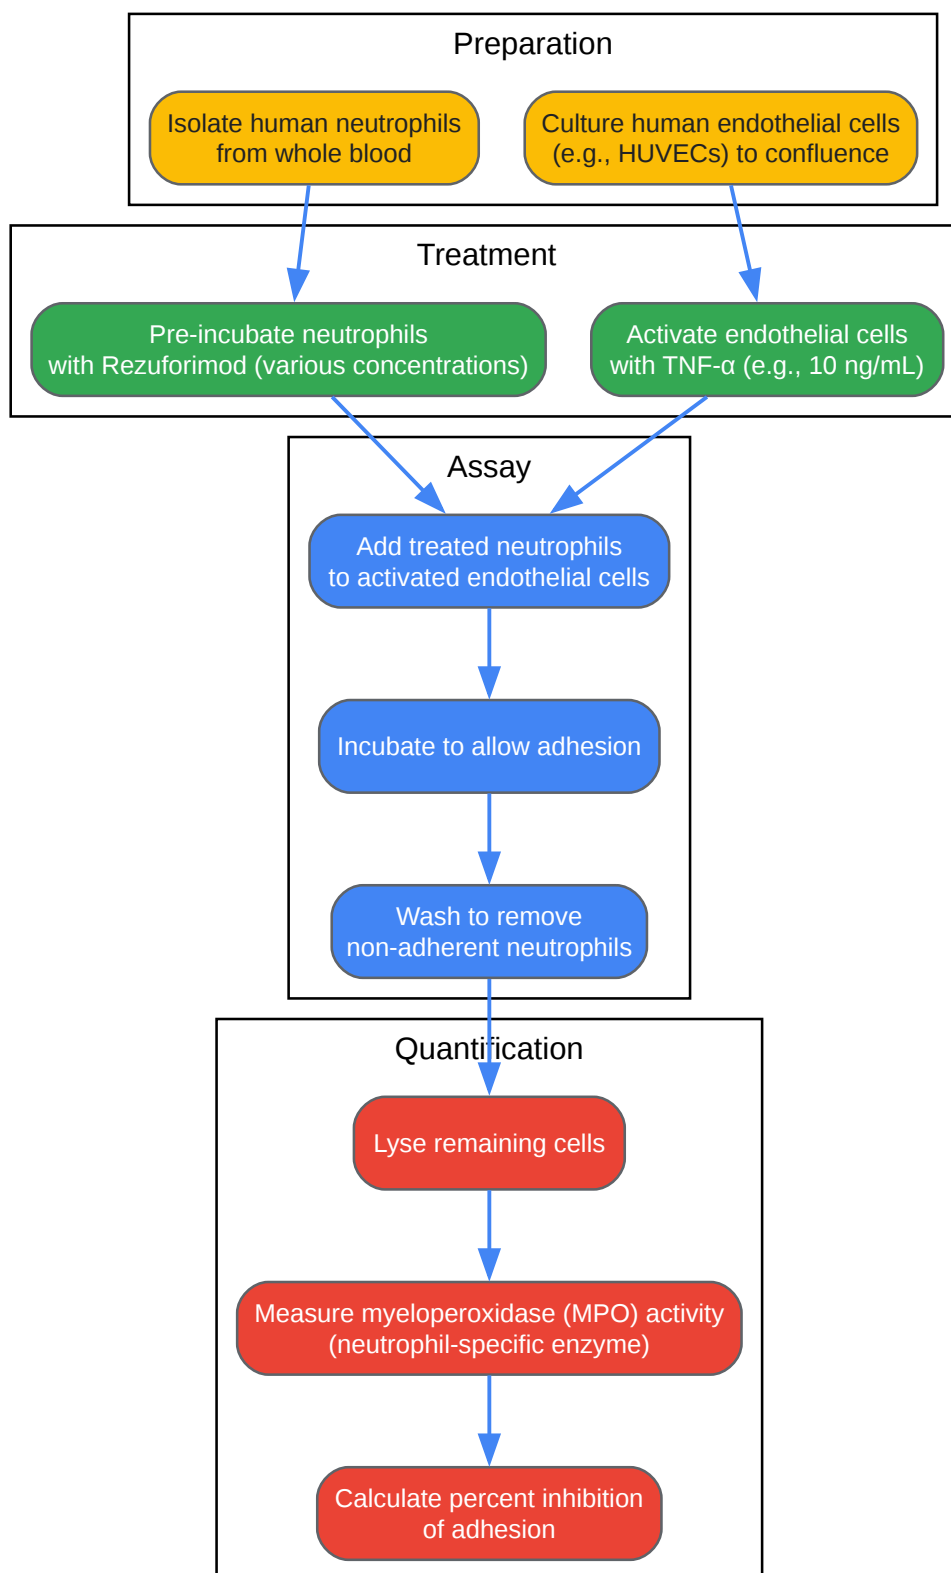 Preparation
Isolate human neutrophils
from whole blood
Culture human endothelial cells
(e.g., HUVECs) to confluence
Treatment
Pre-incubate neutrophils
with Rezuforimod (various concentrations)
Activate endothelial cells
with TNF-α (e.g., 10 ng/mL)
Assay
Add treated neutrophils
to activated endothelial cells
Incubate to allow adhesion
Wash to remove
non-adherent neutrophils
Quantification
Lyse remaining cells
Measure myeloperoxidase (MPO) activity
(neutrophil-specific enzyme)
Calculate percent inhibition
of adhesion